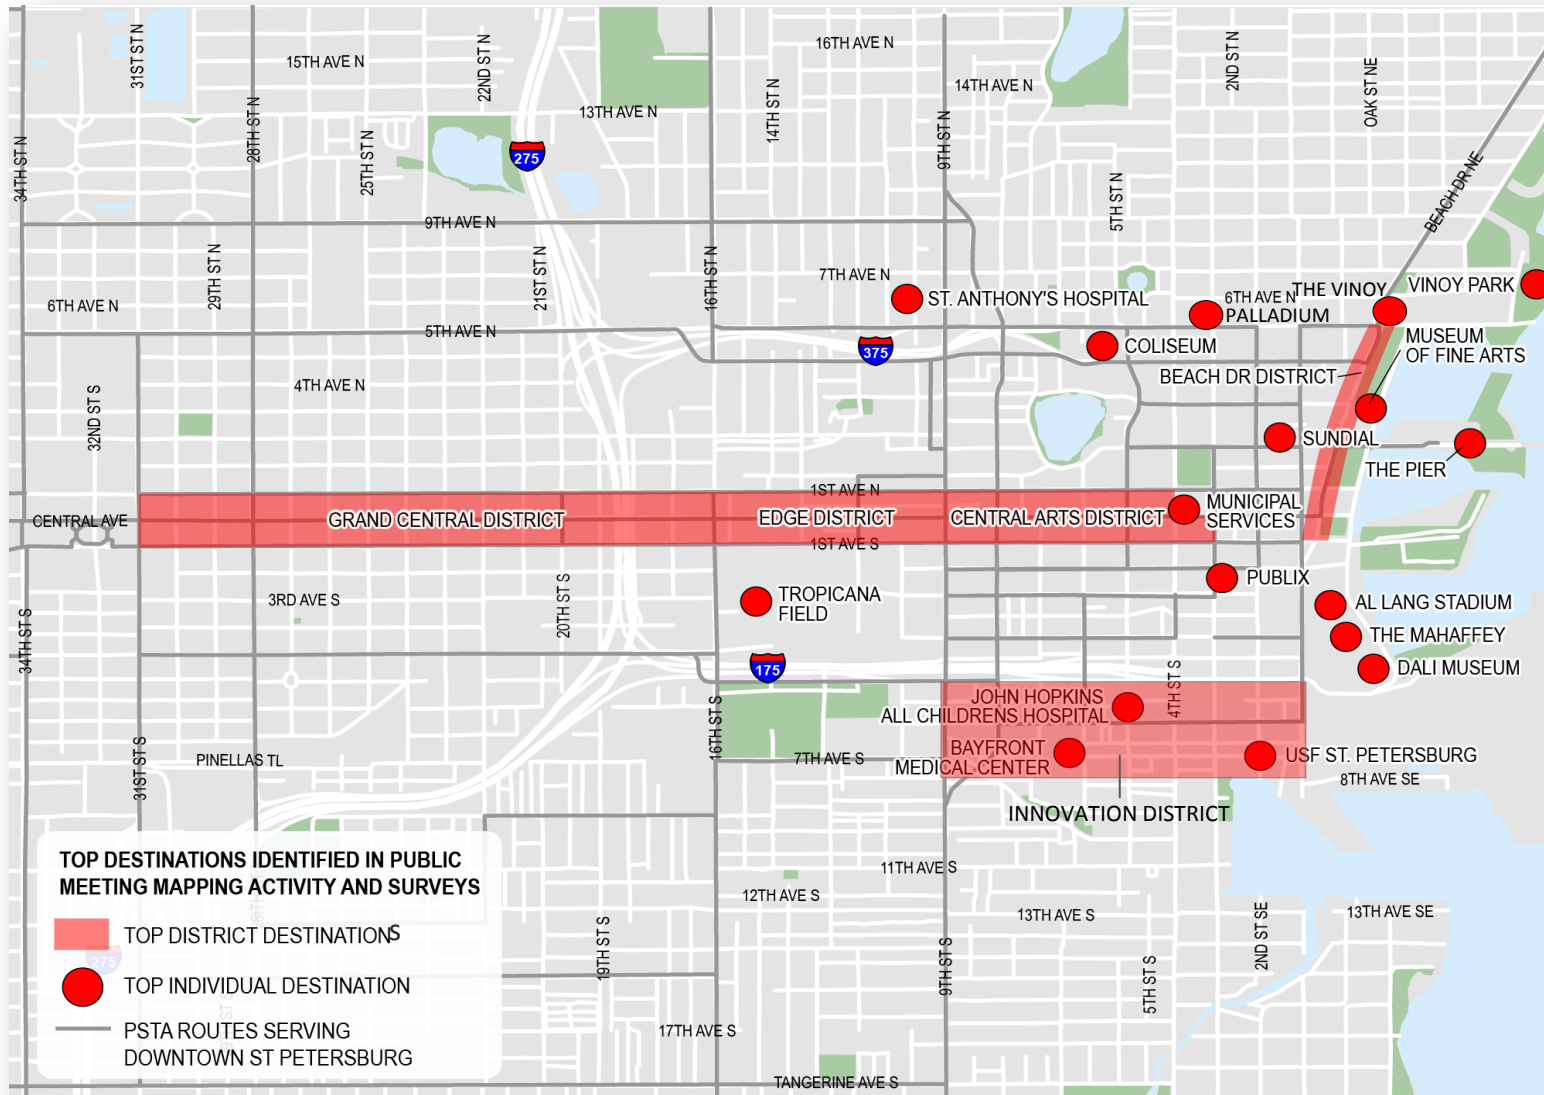 16TH AVE N
15TH AVE N
31ST ST N
22ND ST N
2ND ST N
14TH AVE N
OAK ST NE
13TH AVE N
14TH ST N
28TH ST N
9TH ST N
275
34TH ST N
25TH ST N
BEACH DR NE
5TH ST N
9TH AVE N
29TH ST N
21ST ST N
16TH ST N
7TH AVE N
6TH AVE N
ST. ANTHONY'S HOSPITAL
6TH AVE N
THE VINOY
VINOY PARK
PALLADIUM
5TH AVE N
375
COLISEUM
MUSEUM
OF FINE ARTS
BEACH DR DISTRICT
4TH AVE N
32ND ST S
SUNDIAL
THE PIER
1ST AVE N
CENTRAL AVE
GRAND CENTRAL DISTRICT
EDGE DISTRICT
CENTRAL ARTS DISTRICT
MUNICIPAL
SERVICES
1ST AVE S
PUBLIX
3RD AVE S
20TH ST S
TROPICANA
FIELD
AL LANG STADIUM
34TH ST S
THE MAHAFFEY
175
DALI MUSEUM
4TH ST S
JOHN HOPKINS
ALL CHILDRENS HOSPITAL
16TH ST S
31ST ST S
PINELLAS TL
7TH AVE S
BAYFRONT
MEDICAL CENTER
USF ST. PETERSBURG
8TH AVE SE
INNOVATION DISTRICT
11TH AVE S
12TH AVE S
13TH AVE S
13TH AVE SE
19TH ST S
9TH ST S
5TH ST S
2ND ST SE
17TH AVE S
TANGERINE AVE S
TOP DESTINATIONS IDENTIFIED IN PUBLIC
MEETING MAPPING ACTIVITY AND SURVEYS
TOP DISTRICT DESTINATIONS
275
TOP INDIVIDUAL DESTINATION
PSTA ROUTES SERVING
DOWNTOWN ST PETERSBURG